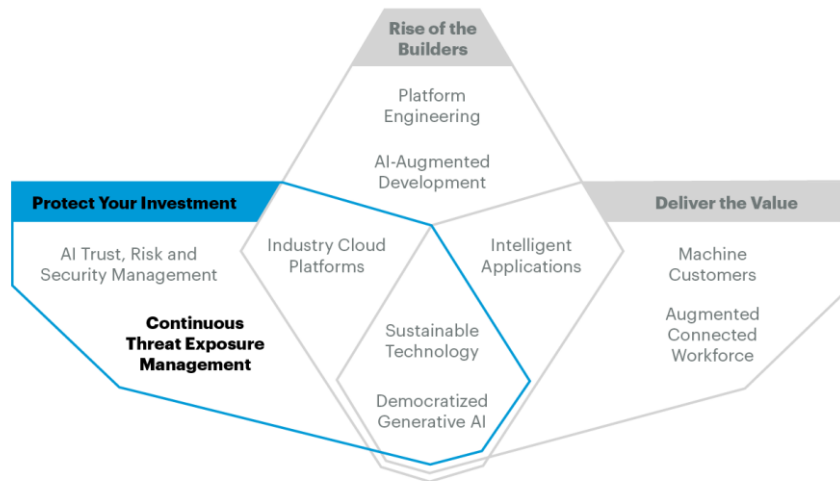 Rise of the
Builders
Platform
Engineering
AI-Augmented
Development
Protect Your Investment
Deliver the Value
AI Trust, Risk and
Security Management
Industry Cloud
Platforms
Intelligent
Applications
Machine
Customers
Continuous
Threat Exposure
Management
Sustainable
Technology
Augmented
Connected
Workforce
Democratized
Generative AI